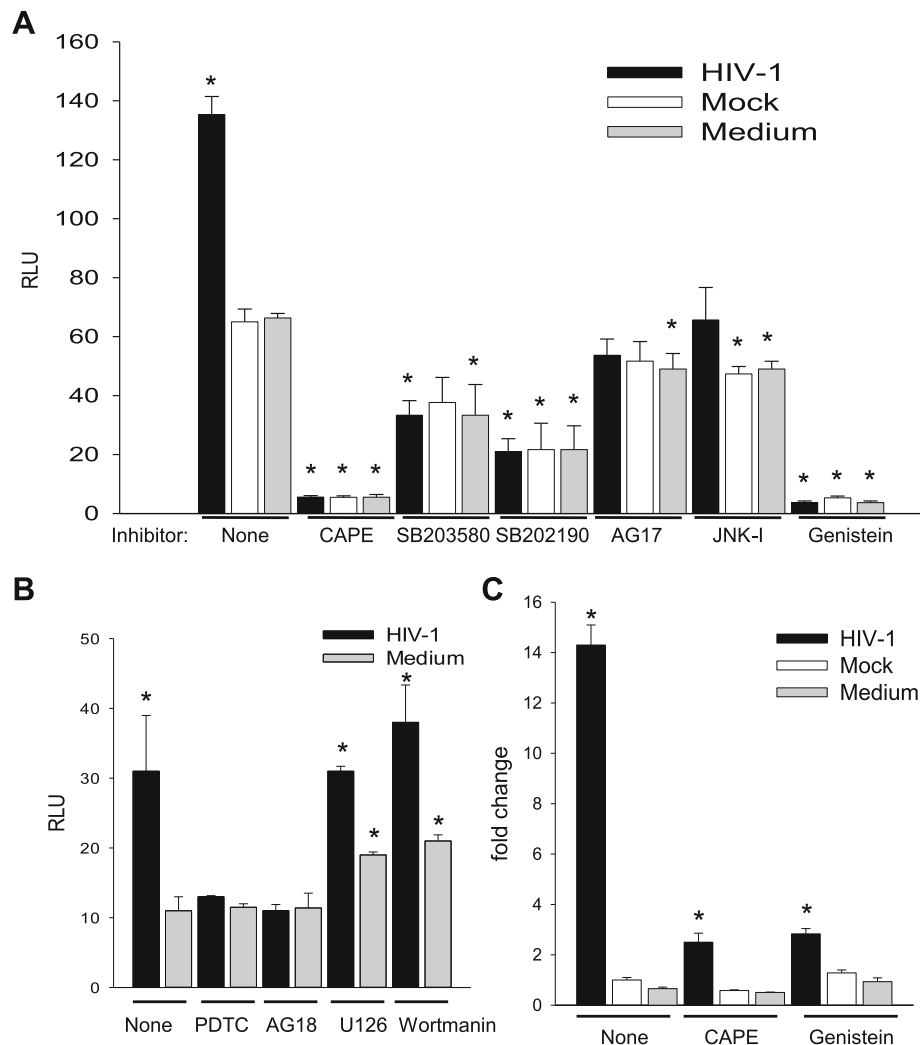 A
160
140
120
100
80
60
40
20
0
RLU
HIV-1
Mock
Medium
*
* * *
* *
* * *
*
* *
* * *
Inhibitor: None CAPE SB203580 SB202190 AG17 JNK-I Genistein
B
50
40
30
20
10
0
RLU
HIV-1
Medium
*
* *
* *
None PDTC AG18 U126 Wortmanin
C
16
14
12
10
8
6
4
2
0
fold change
HIV-1
Mock
Medium
*
*
*
None CAPE Genistein